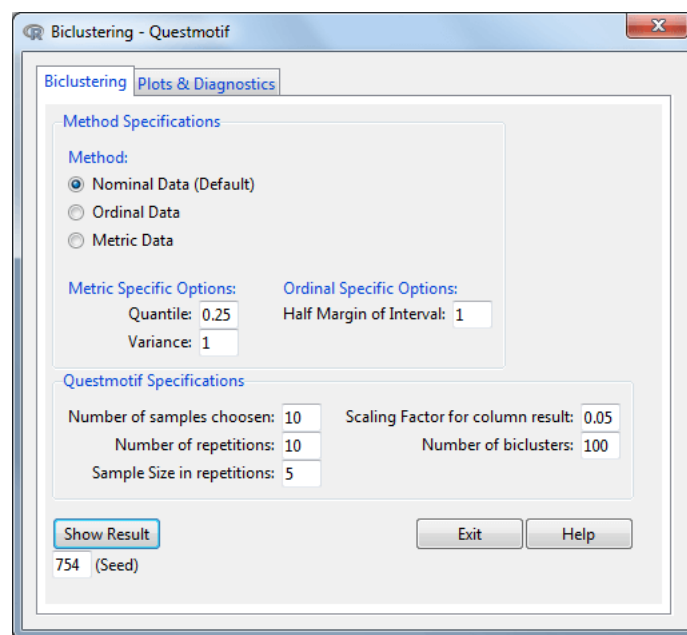 Biclustering - Questmotif
Biclustering Plots & Diagnostics
Method Specifications
Method:
Nominal Data (Default)
Ordinal Data
Metric Data
Metric Specific Options: Ordinal Specific Options:
Quantile: 0.25 Half Margin of Interval: 1
Variance: 1
Questmotif Specifications
Number of samples choosen: 10 Scaling Factor for column result: 0.05
Number of repetitions: 10 Number of biclusters: 100
Sample Size in repetitions: 5
Show Result Exit Help
754 (Seed)